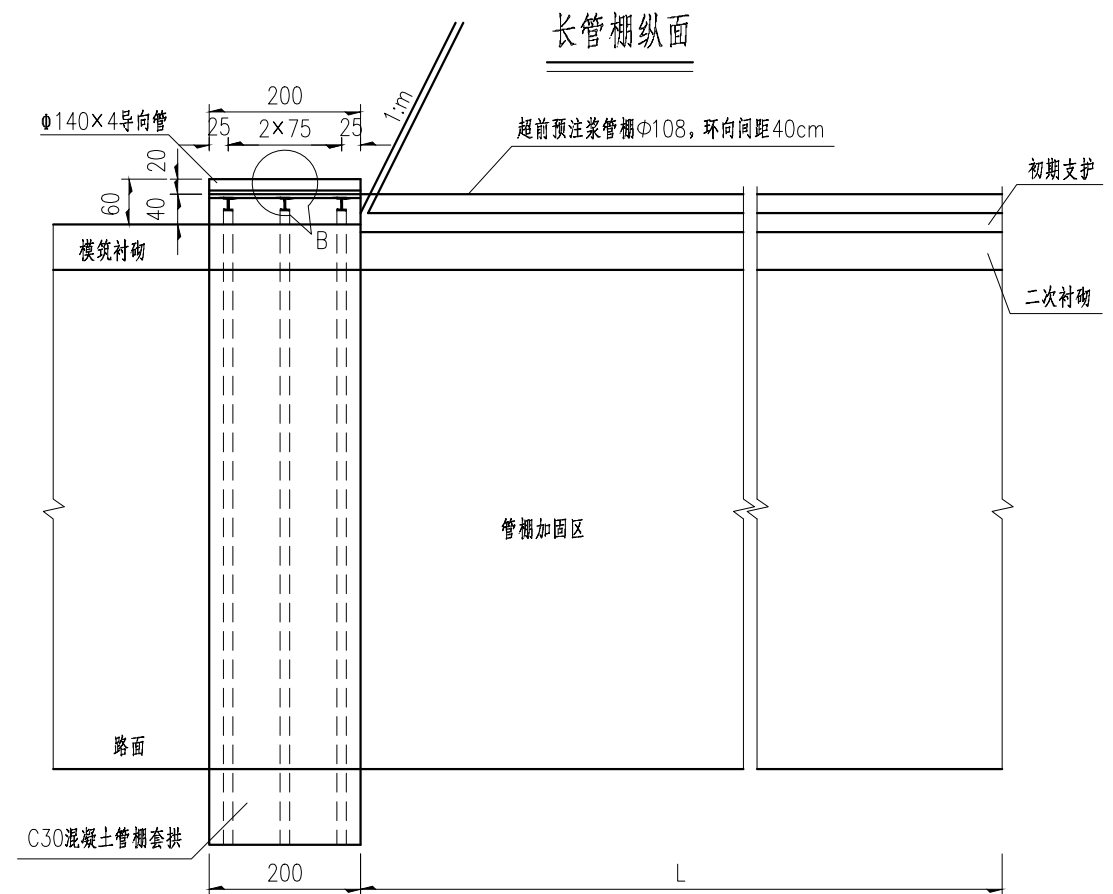 长管棚纵面
1:m
200
Φ140×4导向管
25
2×75
25
超前预注浆管棚Φ108，环向间距40cm
初期支护
20
60
40
B
模筑衬砌
二次衬砌
管棚加固区
路面
C30混凝土管棚套拱
200
L